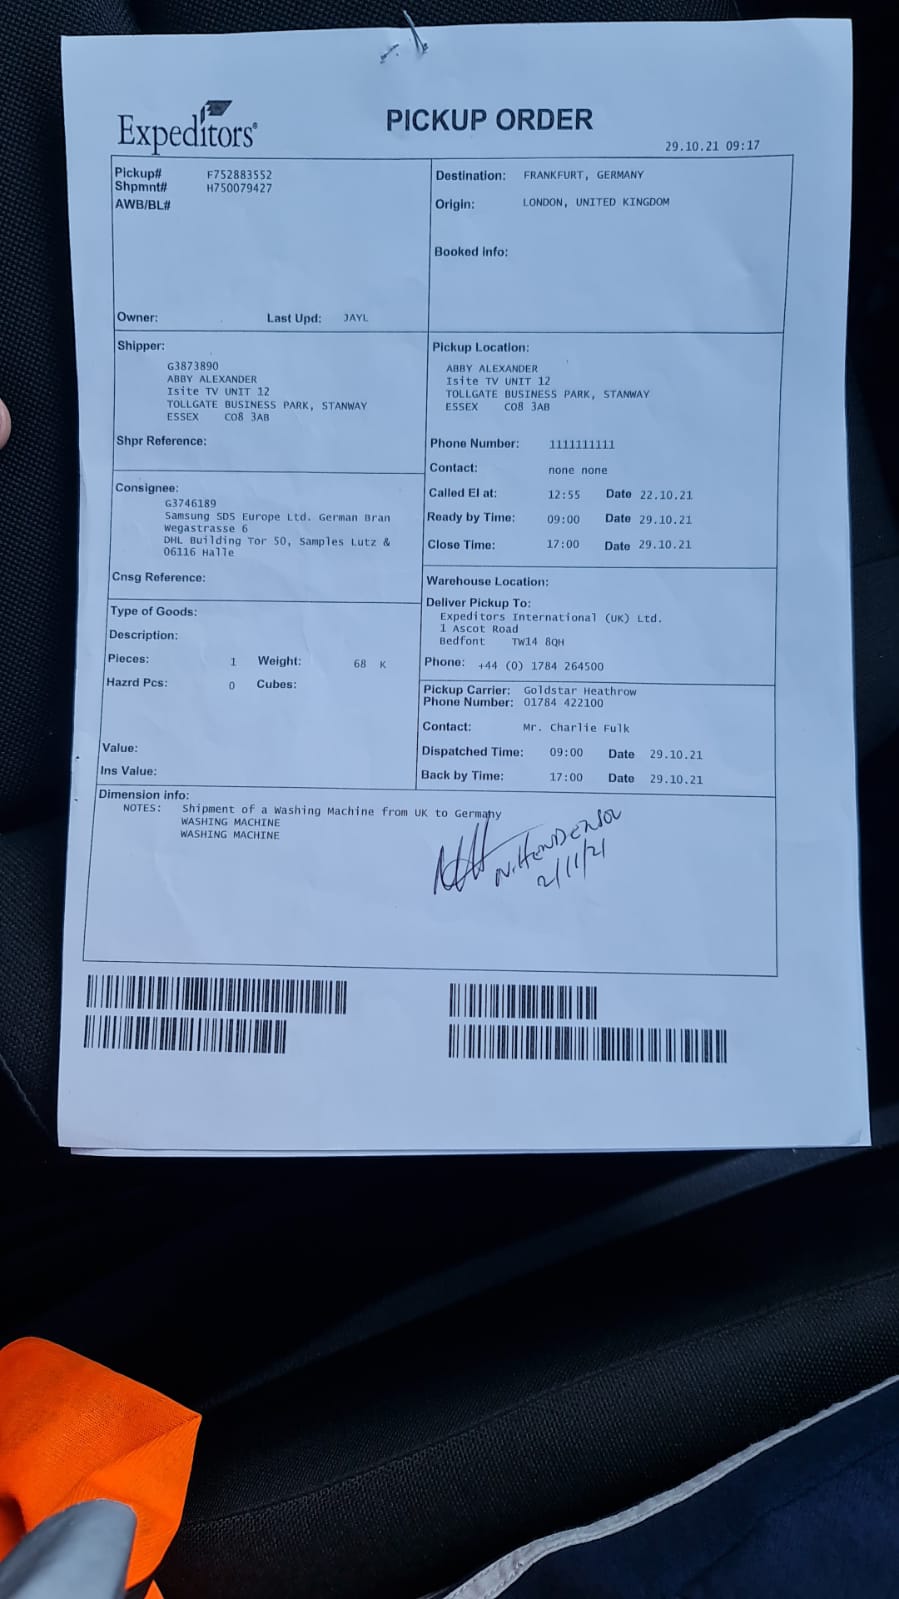 Expeditors®
PICKUP ORDER
29.10.21 09:17
Pickup# F752883552
Shpmnt# H750079427
AWB/BL#
Owner: Last Upd: JAYL
Destination: FRANKFURT, GERMANY
Origin: LONDON, UNITED KINGDOM
Booked info:
Shipper:
G3873890
ABBY ALEXANDER
Isite TV UNIT 12
TOLLGATE BUSINESS PARK, STANWAY
ESSEX CO8 3AB
Shpr Reference:
Pickup Location:
ABBY ALEXANDER
Isite TV UNIT 12
TOLLGATE BUSINESS PARK, STANWAY
ESSEX CO8 3AB
Phone Number: 1111111111
Contact: none none
Called EI at: 12:55 Date 22.10.21
Ready by Time: 09:00 Date 29.10.21
Close Time: 17:00 Date 29.10.21
Consignee:
G3746189
Samsung SDS Europe Ltd. German Bran
Wegastrasse 6
DHL Building Tor 50, Samples Lutz &
06116 Halle
Cnsg Reference:
Warehouse Location:
Deliver Pickup To:
Expeditors International (UK) Ltd.
1 Ascot Road
Bedfont TW14 8QH
Phone: +44 (0) 1784 264500
Type of Goods:
Description:
Pieces: 1 Weight: 68 K
Hazrd Pcs: 0 Cubes:
Value:
Ins Value:
Pickup Carrier: Goldstar Heathrow
Phone Number: 01784 422100
Contact: Mr. Charlie Fulk
Dispatched Time: 09:00 Date 29.10.21
Back by Time: 17:00 Date 29.10.21
Dimension info:
NOTES: Shipment of a Washing Machine from UK to Germany
WASHING MACHINE
WASHING MACHINE
N.HENDERSON
2/11/21